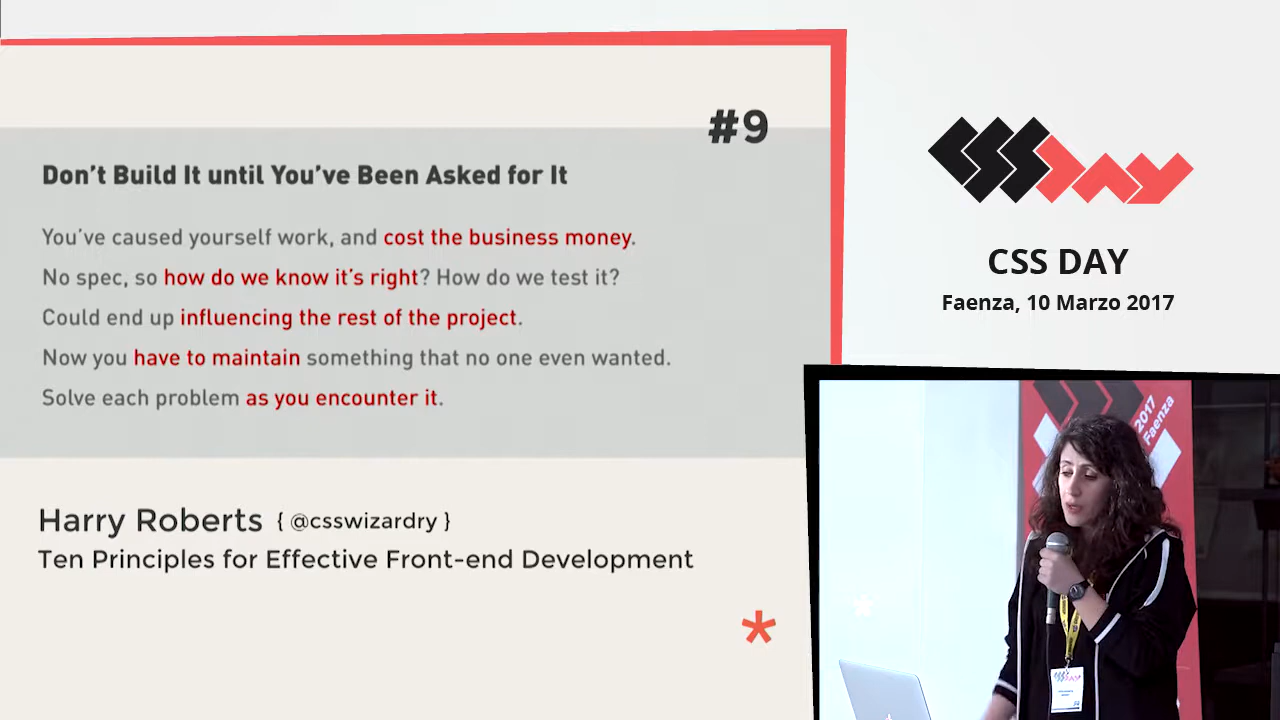 #9
Don't Build It until You've Been Asked for It
You've caused yourself work, and cost the business money.
No spec, so how do we know it's right? How do we test it?
Could end up influencing the rest of the project.
Now you have to maintain something that no one even wanted.
Solve each problem as you encounter it.
Harry Roberts { @csswizardry }
Ten Principles for Effective Front-end Development
*
CSSDAY
CSS DAY
Faenza, 10 Marzo 2017
2017
Faenza